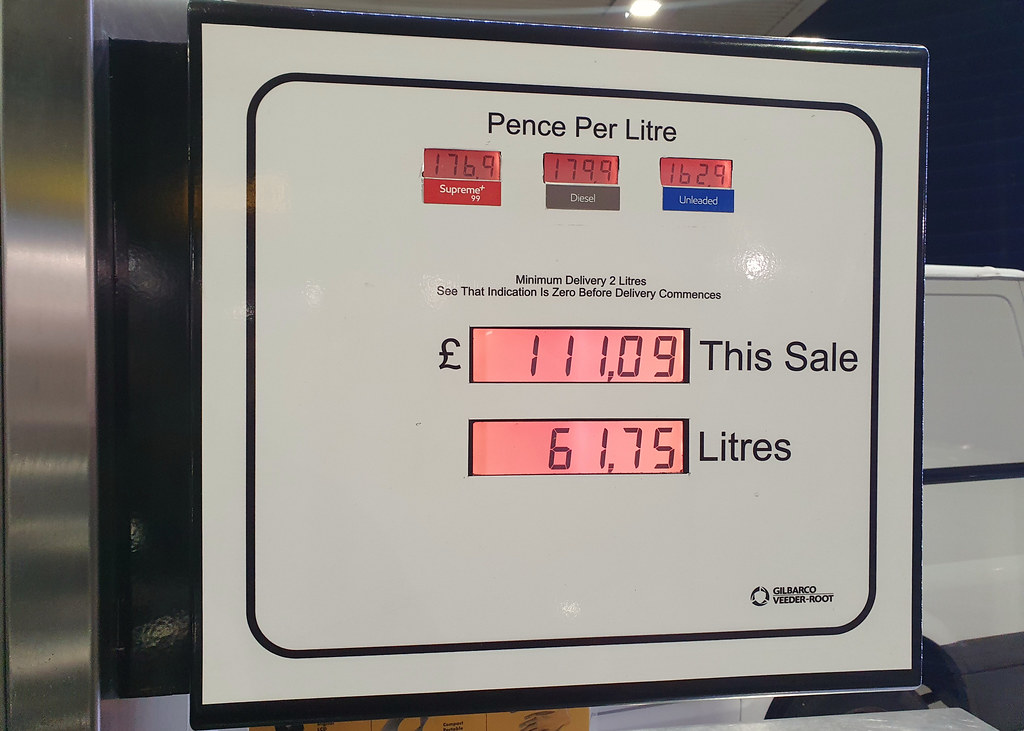 Pence Per Litre
176.9 179.9 162.9
Supreme+ Diesel Unleaded
99
Minimum Delivery 2 Litres
See That Indication Is Zero Before Delivery Commences
£ 111.09 This Sale
61.75 Litres
GILBARCO
VEEDER-ROOT
Compact